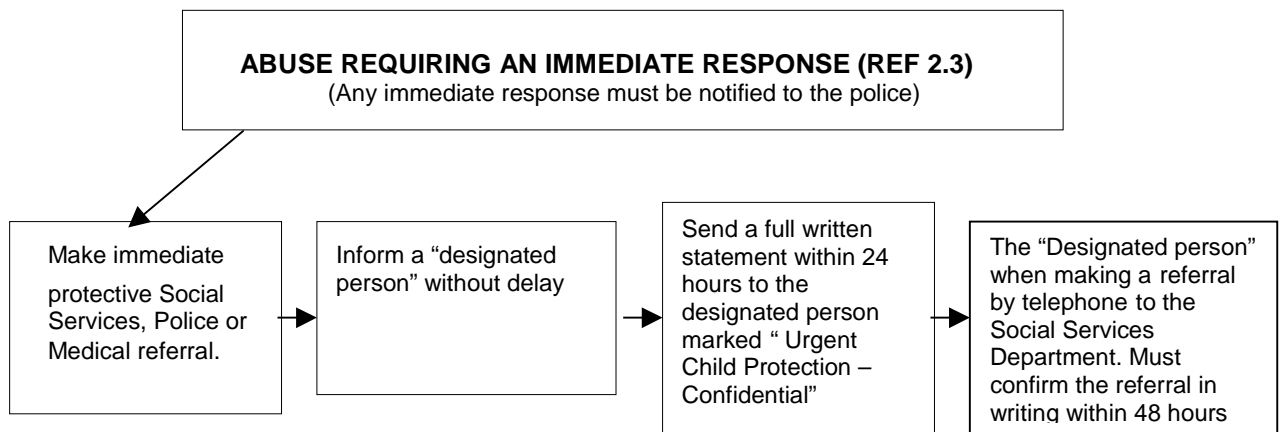 ABUSE REQUIRING AN IMMEDIATE RESPONSE (REF 2.3)
(Any immediate response must be notified to the police)
Make immediate
protective Social
Services, Police or
Medical referral.
Inform a “designated
person” without delay
Send a full written
statement within 24
hours to the
designated person
marked “ Urgent
Child Protection –
Confidential”
The “Designated person”
when making a referral
by telephone to the
Social Services
Department. Must
confirm the referral in
writing within 48 hours